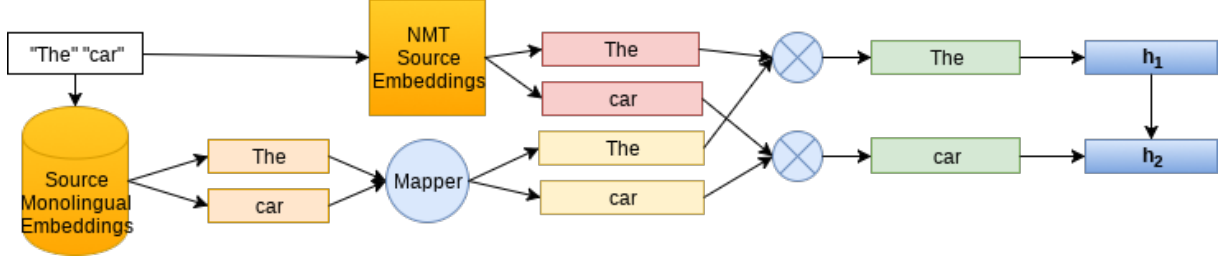 "The" "car"
NMT
Source
Embeddings
The
car
The
h1
Source
Monolingual
Embeddings
The
car
Mapper
The
car
car
h2